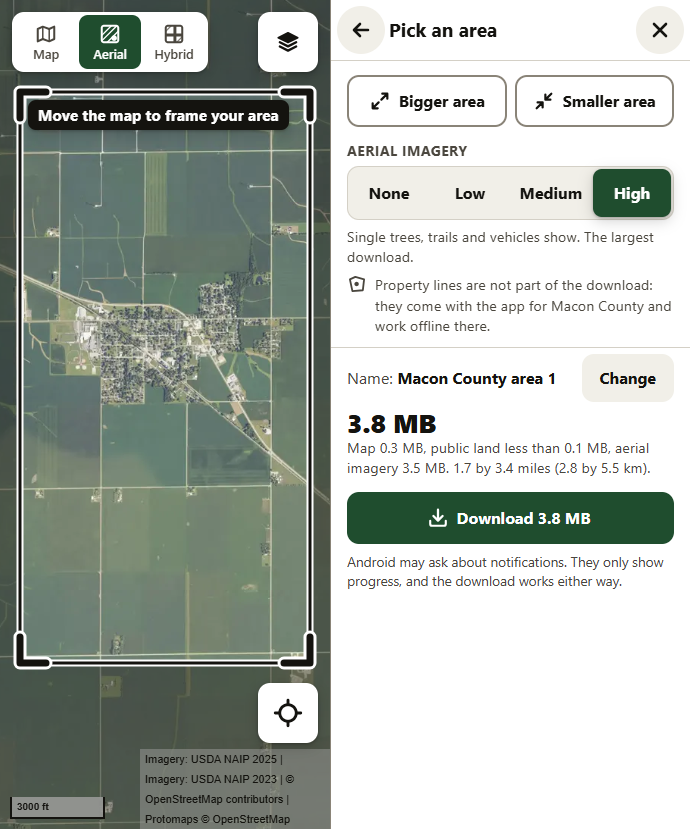 Map
Aerial
Hybrid
Move the map to frame your area
Imagery: USDA NAIP 2025 |
Imagery: USDA NAIP 2023 | ©
OpenStreetMap contributors |
Protomaps © OpenStreetMap
3000 ft
Pick an area
Bigger area
Smaller area
AERIAL IMAGERY
None
Low
Medium
High
Single trees, trails and vehicles show. The largest
download.
Property lines are not part of the download:
they come with the app for Macon County and
work offline there.
Name: Macon County area 1
Change
3.8 MB
Map 0.3 MB, public land less than 0.1 MB, aerial
imagery 3.5 MB. 1.7 by 3.4 miles (2.8 by 5.5 km).
Download 3.8 MB
Android may ask about notifications. They only show
progress, and the download works either way.